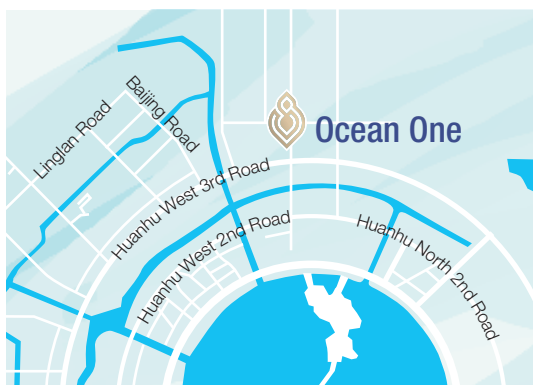 Baijing Road
Linglan Road
Ocean One
Huanhu West 3rd Road
Huanhu West 2nd Road
Huanhu North 2nd Road